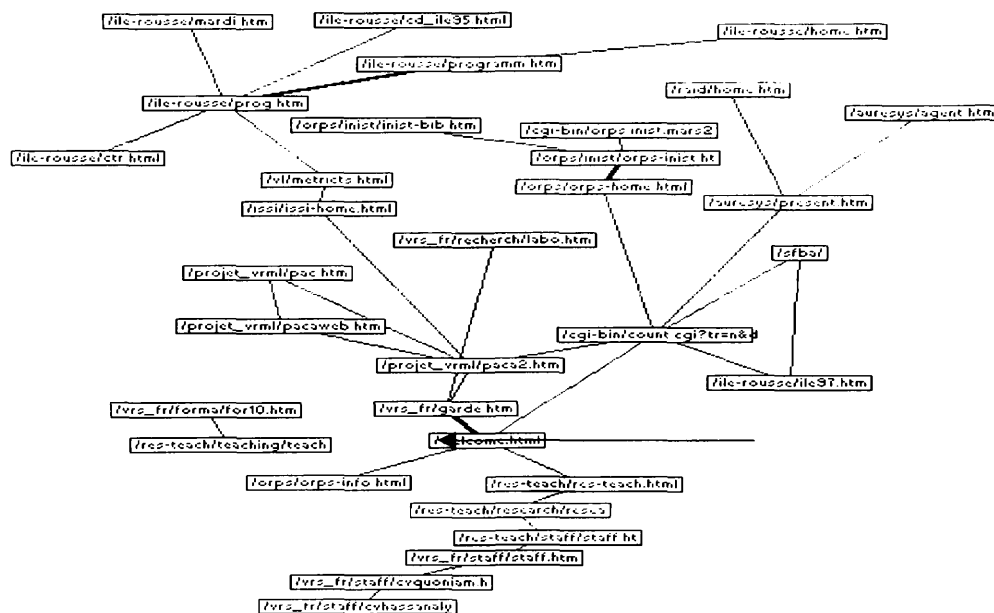 /ile-rousse/mardi.htm
/ile-rousse/cd_ile95.html
/ile-rousse/home.htm
/ile-rousse/programm.htm
/ile-rousse/prog.htm
/raid/home.htm
/auresys/agent.htm
/orps/inist/inist-bib.htm
/cgi-bin/orps.inist.mars2
/ile-rousse/ctr.html
/orps/inist/orps-inist.ht
/vl/metricts.html
/orps/orps-home.html
/issi/issi-home.html
/auresys/present.htm
/vrs_fr/recherch/labo.htm
/sfba/
/projet_vrml/pac.htm
/projet_vrml/pacaweb.htm
/cgi-bin/count.cgi?tr=n&d
/projet_vrml/paca2.htm
/ile-rousse/ile97.htm
/vrs_fr/forma/for10.htm
/vrs_fr/garde.htm
/res-teach/teaching/teach
/welcome.html
/orps/orps-info.html
/res-teach/res-teach.html
/res-teach/research/resea
/res-teach/staff/staff.ht
/vrs_fr/staff/staff.htm
/vrs_fr/staff/cvquoniam.h
/vrs_fr/staff/cvhassanaly